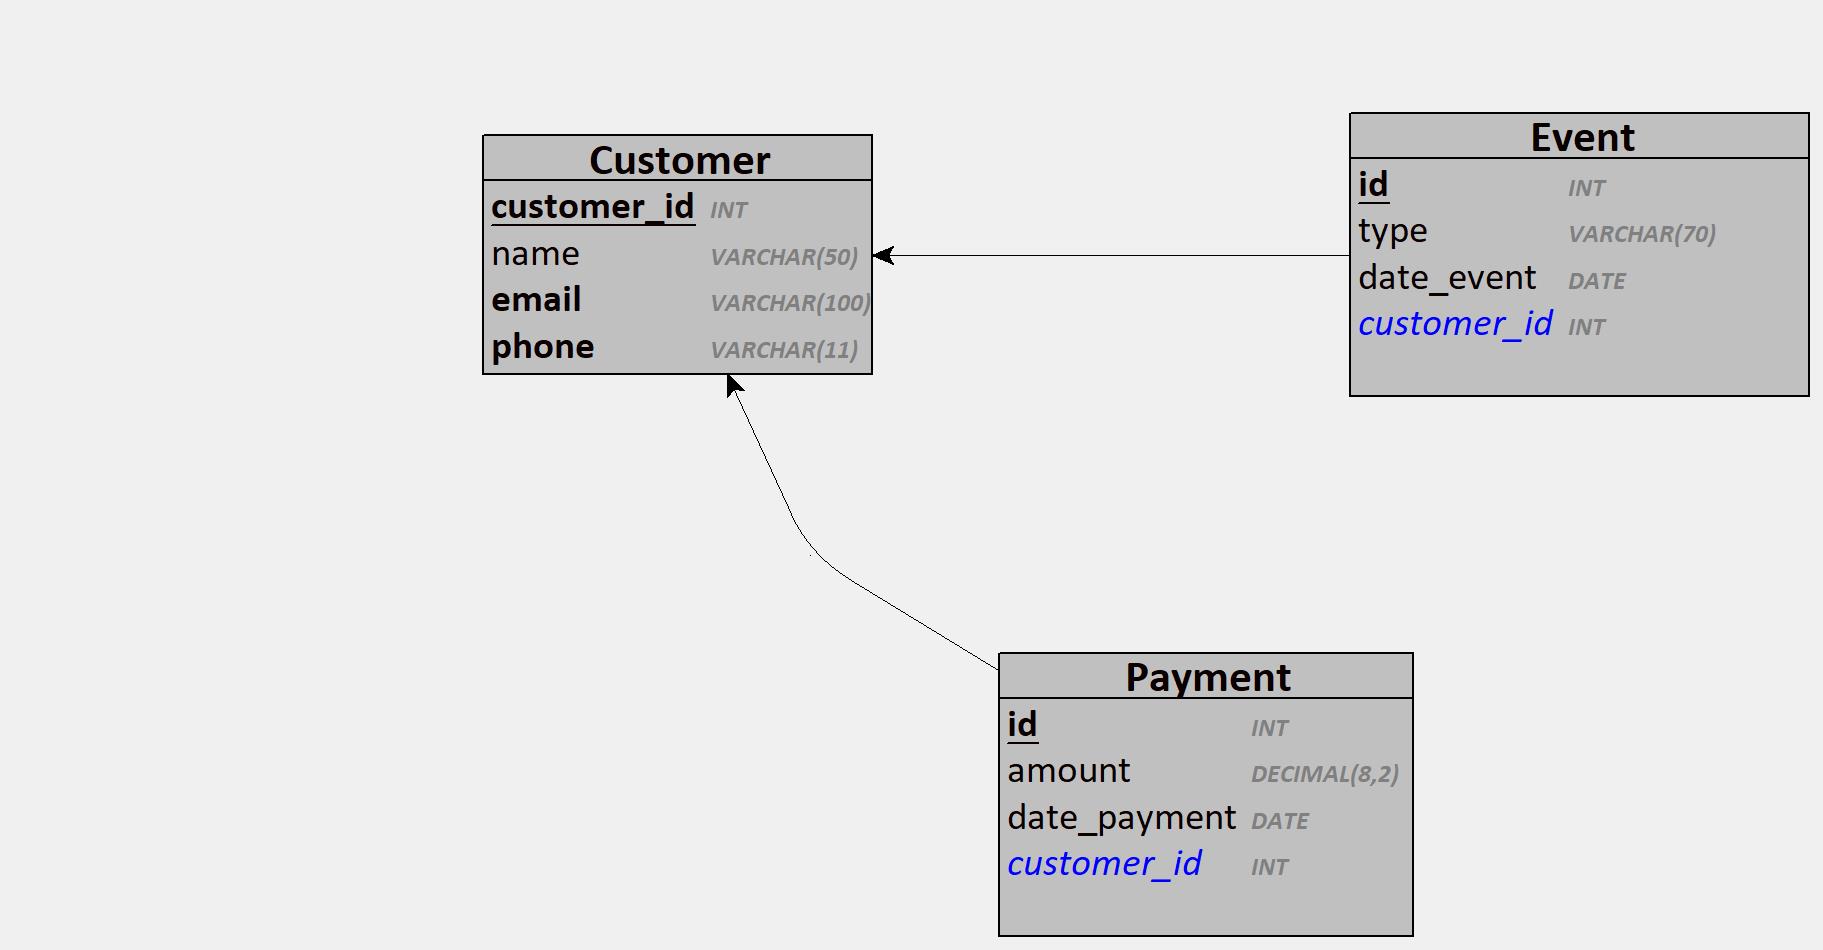 Customer
customer_id INT
name VARCHAR(50)
email VARCHAR(100)
phone VARCHAR(11)
Event
id INT
type VARCHAR(70)
date_event DATE
customer_id INT
Payment
id INT
amount DECIMAL(8,2)
date_payment DATE
customer_id INT